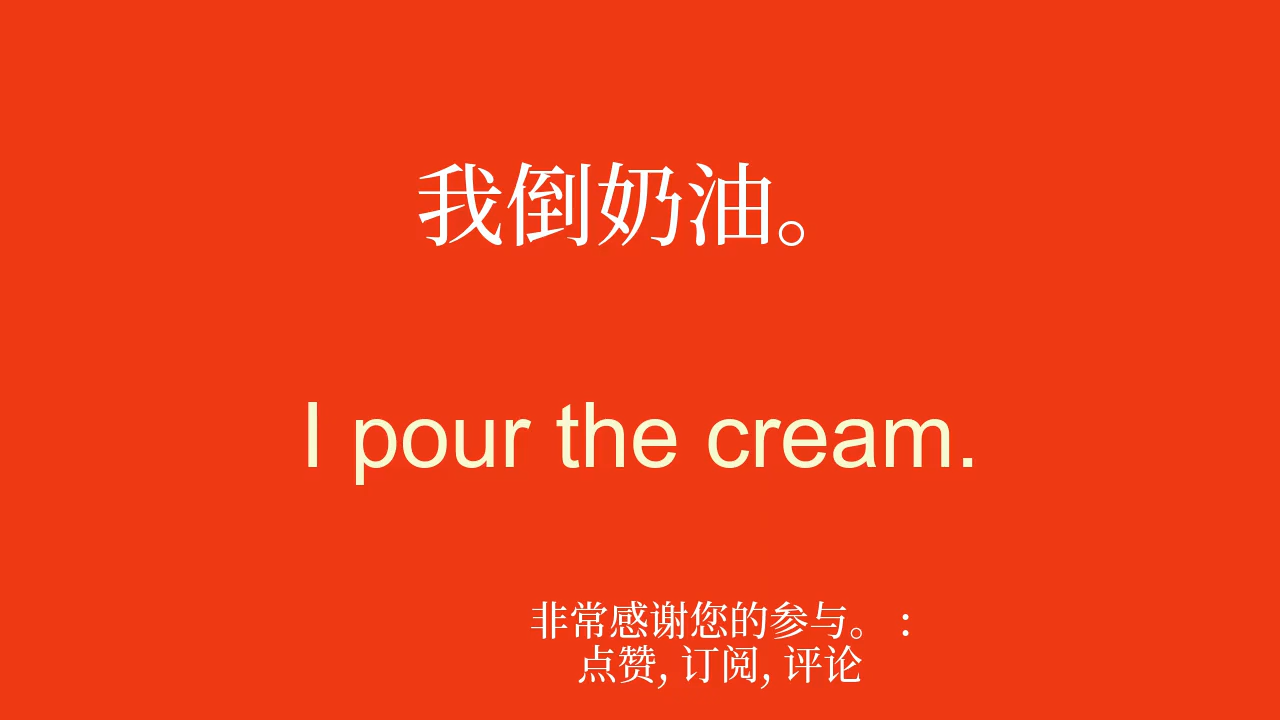 我倒奶油。
I pour the cream.
非常感谢您的参与。 :
点赞, 订阅, 评论